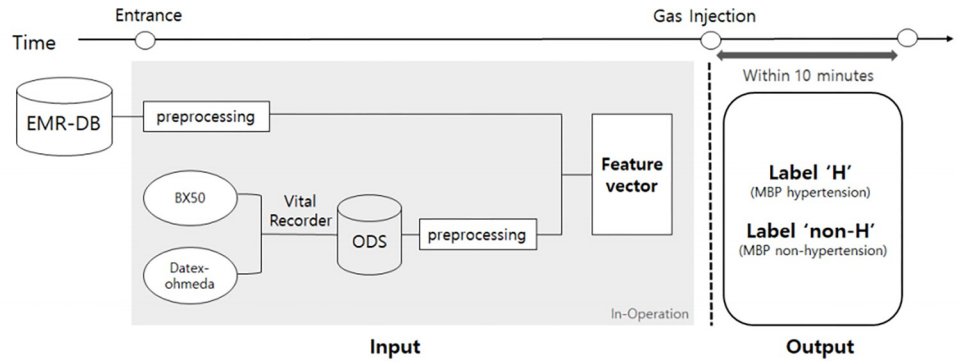 Entrance
Gas Injection
Time
Within 10 minutes
EMR-DB
preprocessing
Feature
vector
BX50
Vital
Recorder
ODS
preprocessing
Datex-
ohmeda
Label ‘H’
(MBP hypertension)
Label ‘non-H’
(MBP non-hypertension)
In-Operation
Input
Output